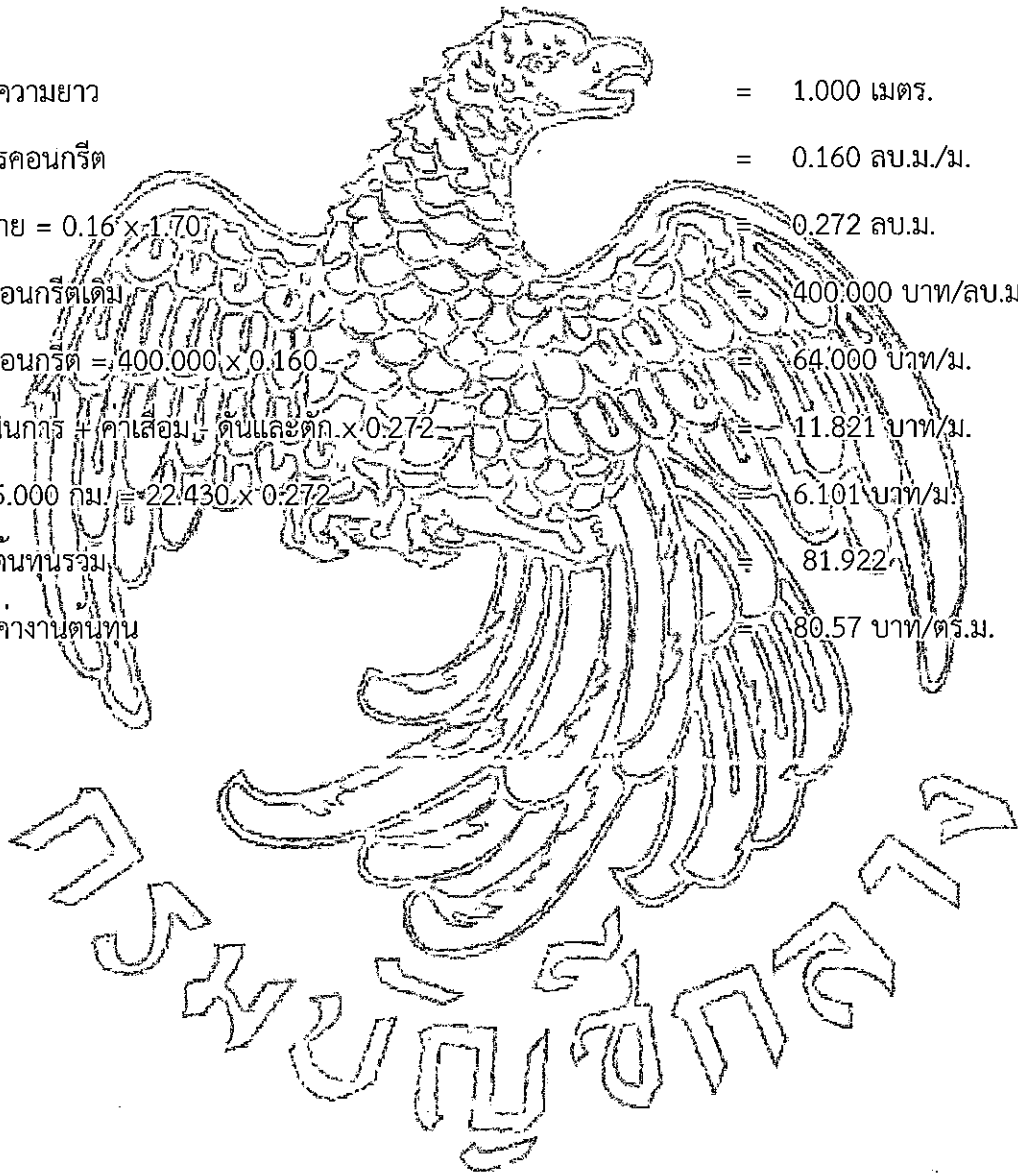 ความยาว = 1.000 เมตร.
รคอนกรีต = 0.160 ลบ.ม./ม.
าย = 0.16 x 1.70 = 0.272 ลบ.ม.
อนกรีตเดิม = 400.000 บาท/ลบ.ม
อนกรีต = 400.000 x 0.160 = 64.000 บาท/ม.
นินการ + ค่าเสื่อม - ดันและตัก x 0.272 = 11.821 บาท/ม.
5.000 กม. = 22.430 x 0.272 = 6.101 บาท/ม.
ต้นทุนรวม = 81.922
ค่างานต้นทุน = 80.57 บาท/ตร.ม.
กรมบัญชีกลาง